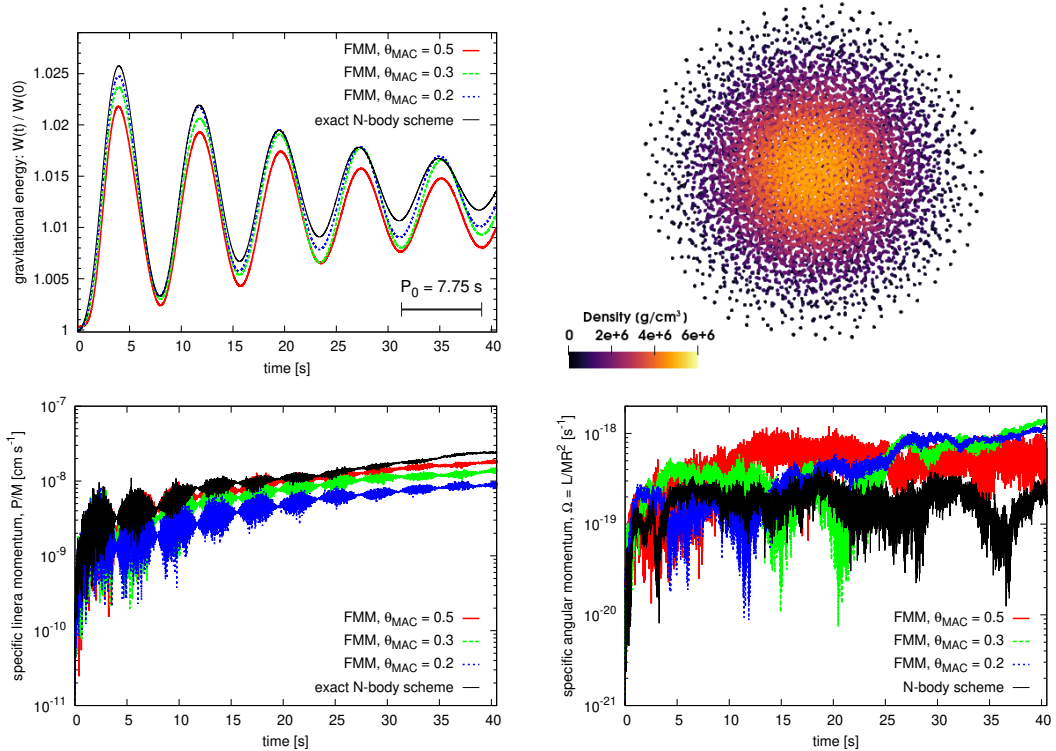 gravitational energy: W(t) / W(0)
FMM, θMAC = 0.5
FMM, θMAC = 0.3
FMM, θMAC = 0.2
exact N-body scheme
1.025
1.02
1.015
1.01
1.005
1
P0 = 7.75 s
0 5 10 15 20 25 30 35 40
time [s]
Density [g/cm³]
0 2e+6 4e+6 6e+6
specific linera momentum, P/M [cm s⁻¹]
10⁻⁷
10⁻⁸
10⁻⁹
10⁻¹⁰
10⁻¹¹
FMM, θMAC = 0.5
FMM, θMAC = 0.3
FMM, θMAC = 0.2
exact N-body scheme
0 5 10 15 20 25 30 35 40
time [s]
specific angular momentum, Ω = L/MR² [s⁻¹]
10⁻¹⁸
10⁻¹⁹
10⁻²⁰
10⁻²¹
FMM, θMAC = 0.5
FMM, θMAC = 0.3
FMM, θMAC = 0.2
N-body scheme
0 5 10 15 20 25 30 35 40
time [s]